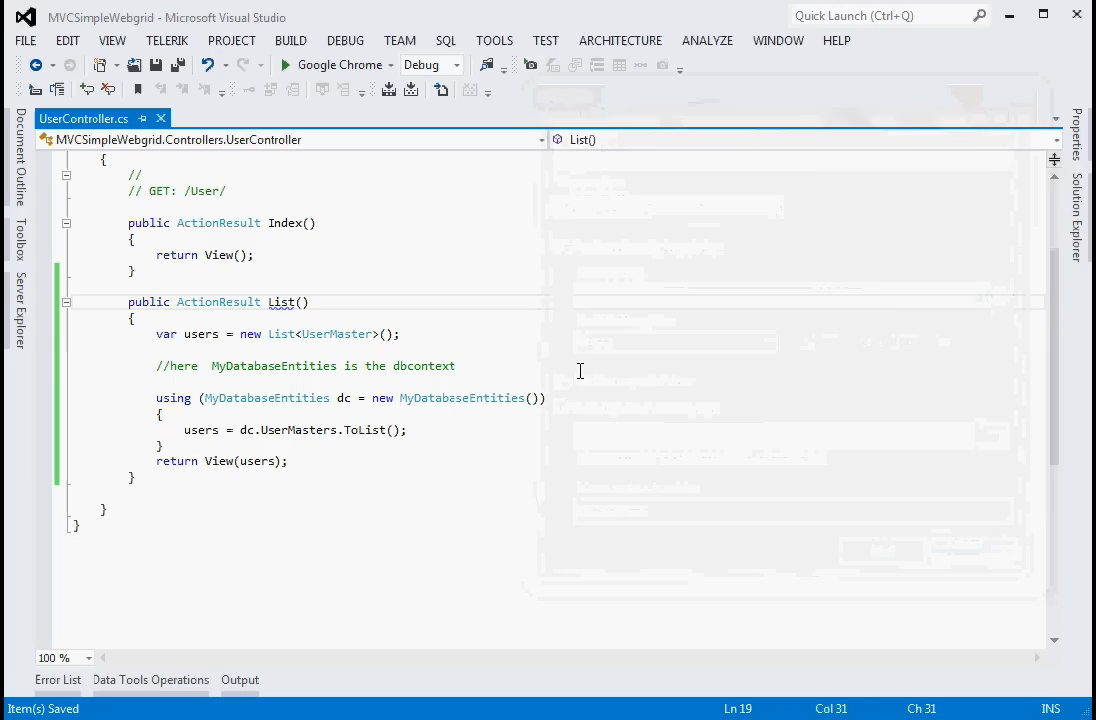 MVCSimpleWebgrid - Microsoft Visual Studio
Quick Launch (Ctrl+Q)
FILE EDIT VIEW TELERIK PROJECT BUILD DEBUG TEAM SQL TOOLS TEST ARCHITECTURE ANALYZE WINDOW HELP
Google Chrome Debug
UserController.cs
MVCSimpleWebgrid.Controllers.UserController List()
{
//
// GET: /User/
public ActionResult Index()
{
return View();
}
public ActionResult List()
{
var users = new List<UserMaster>();
//here  MyDatabaseEntities is the dbcontext
using (MyDatabaseEntities dc = new MyDatabaseEntities())
{
users = dc.UserMasters.ToList();
}
return View(users);
}
}
}
Document Outline
Toolbox
Server Explorer
Properties
Solution Explorer
100 %
Error List Data Tools Operations Output
Item(s) Saved Ln 19 Col 31 Ch 31 INS